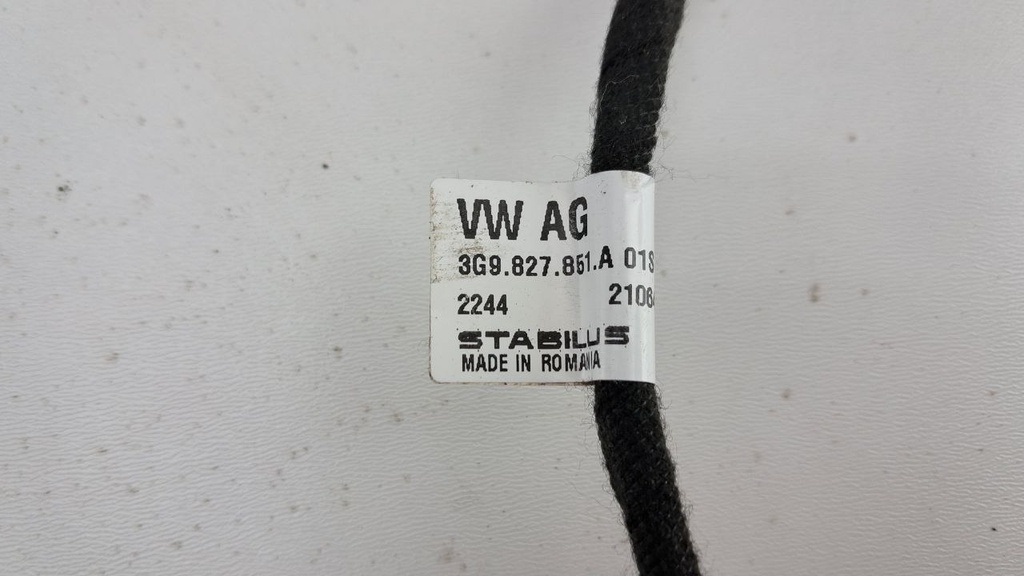 VW AG
3G9.827.851.A 01S
2244 2106
STABILUS
MADE IN ROMANIA